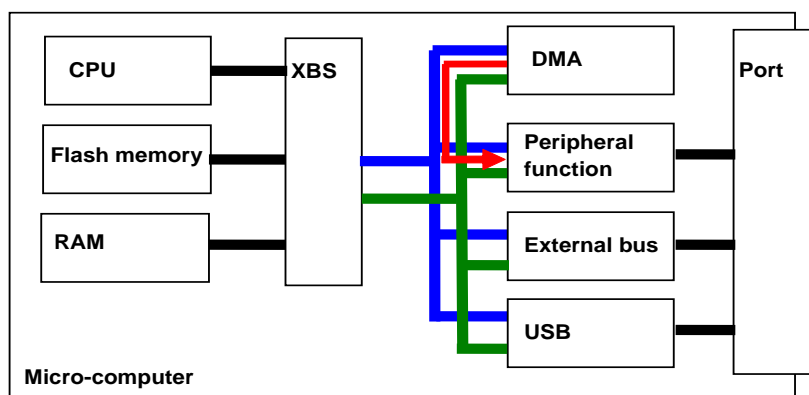 CPU
Flash memory
RAM
XBS
DMA
Peripheral
function
External bus
USB
Port
Micro-computer